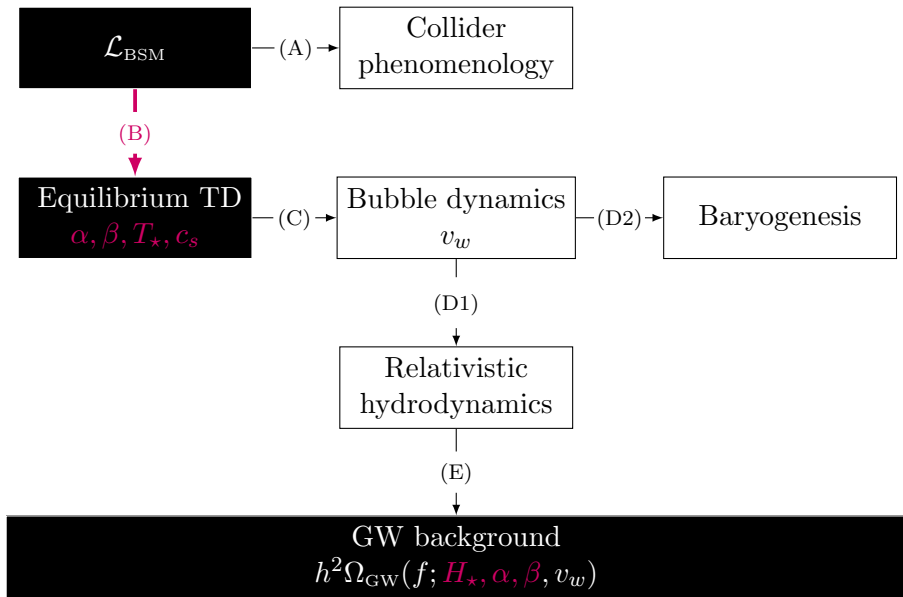 ℒ_BSM
(A)
Collider
phenomenology
(B)
Equilibrium TD
α, β, T⋆, c_s
(C)
Bubble dynamics
v_w
(D2)
Baryogenesis
(D1)
Relativistic
hydrodynamics
(E)
GW background
h²Ω_GW(f; H⋆, α, β, v_w)